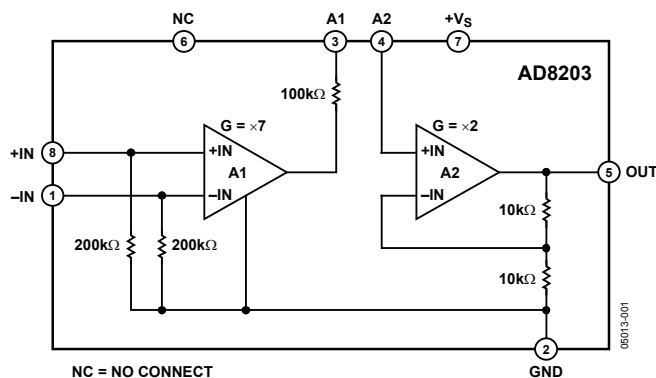 NC A1 A2 +VS
6 3 4 7
AD8203
100kΩ
G = ×7 G = ×2
+IN 8 +IN +IN
A1 A2 5 OUT
–IN 1 –IN –IN
10kΩ
200kΩ 200kΩ
10kΩ
2
GND
NC = NO CONNECT
05013-001